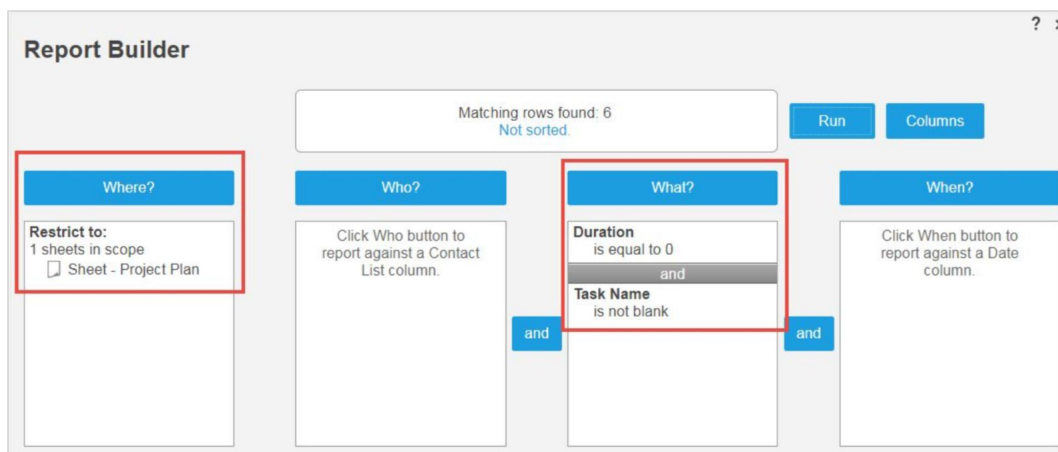 ?
Report Builder
Matching rows found: 6
Not sorted.
Run
Columns
Where?
Who?
What?
When?
Restrict to:
1 sheets in scope
Sheet - Project Plan
Click Who button to
report against a Contact
List column.
and
Duration
is equal to 0
and
Task Name
is not blank
and
Click When button to
report against a Date
column.